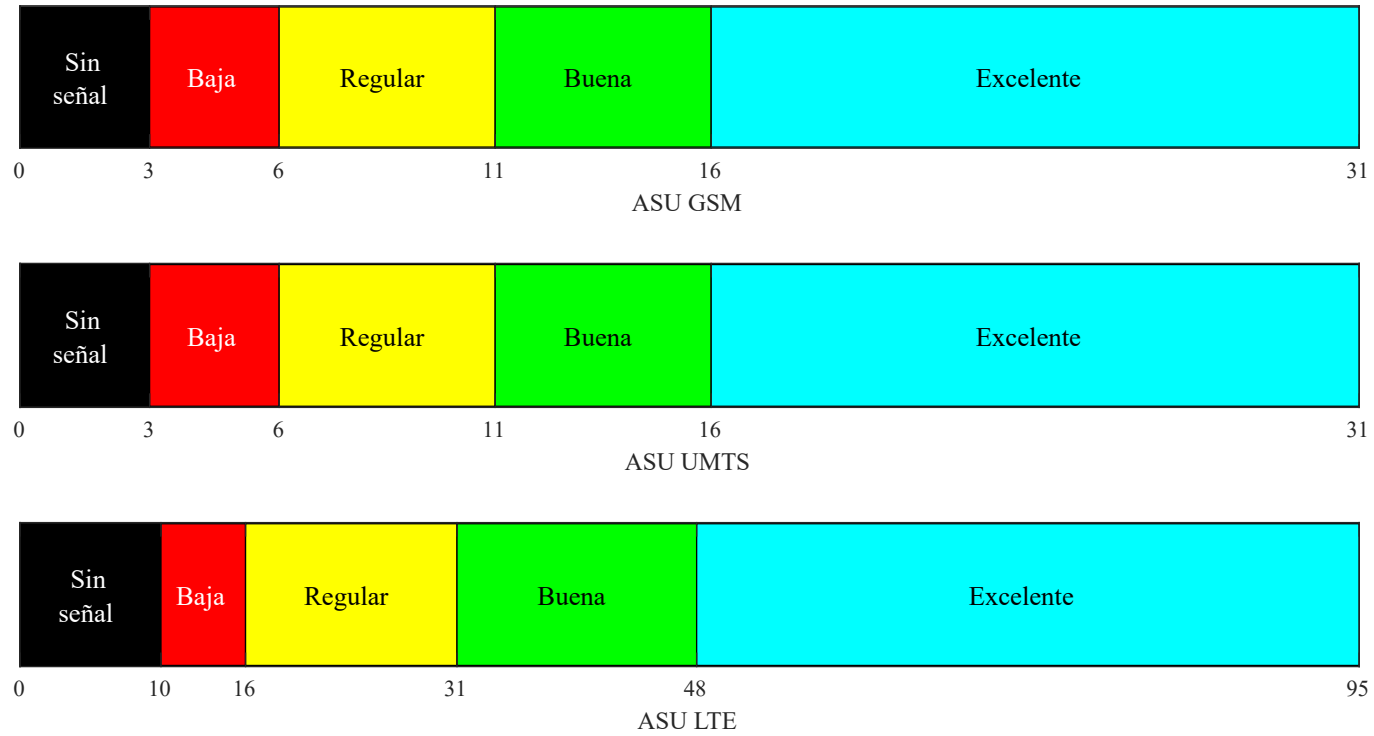 Sin
señal
Baja
Regular
Buena
Excelente
0 3 6 11 16 31
ASU GSM
Sin
señal
Baja
Regular
Buena
Excelente
0 3 6 11 16 31
ASU UMTS
Sin
señal
Baja
Regular
Buena
Excelente
0 10 16 31 48 95
ASU LTE